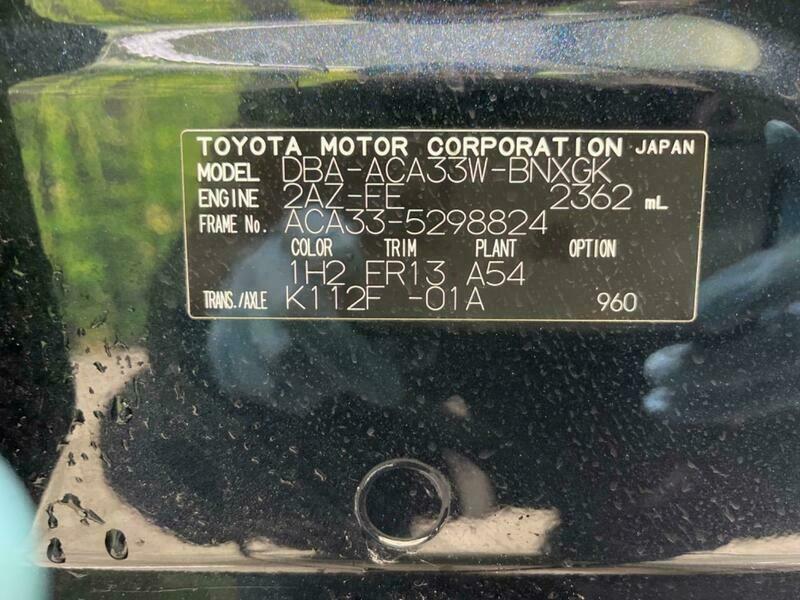 TOYOTA MOTOR CORPORATION JAPAN
MODEL DBA-ACA33W-BNXGK
ENGINE 2AZ-FE 2362 mL
FRAME No. ACA33-5298824
COLOR TRIM PLANT OPTION
1H2 FR13 A54
TRANS./AXLE K112F -01A 960